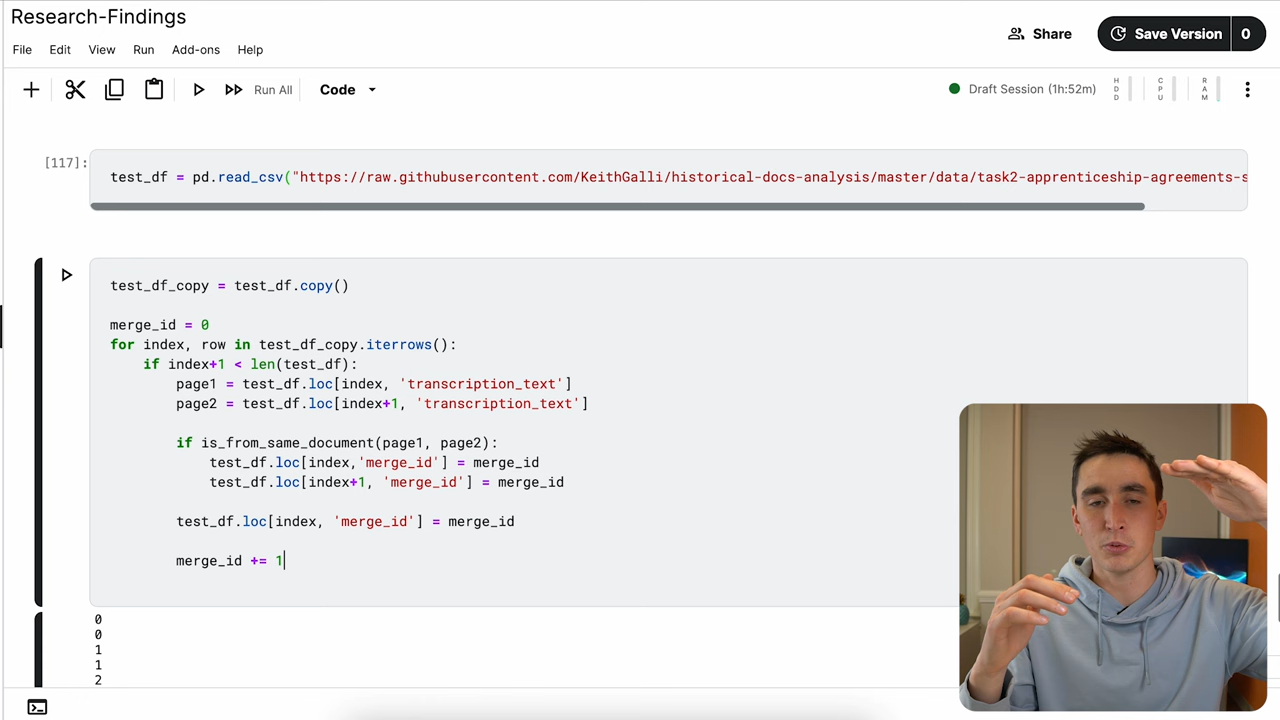 Research-Findings
File Edit View Run Add-ons Help
Share
Save Version 0
Run All
Code
Draft Session (1h:52m)
HDD
CPU
RAM
[117]:
test_df = pd.read_csv("https://raw.githubusercontent.com/KeithGalli/historical-docs-analysis/master/data/task2-apprenticeship-agreements-s
test_df_copy = test_df.copy()
merge_id = 0
for index, row in test_df_copy.iterrows():
if index+1 < len(test_df):
page1 = test_df.loc[index, 'transcription_text']
page2 = test_df.loc[index+1, 'transcription_text']
if is_from_same_document(page1, page2):
test_df.loc[index,'merge_id'] = merge_id
test_df.loc[index+1, 'merge_id'] = merge_id
test_df.loc[index, 'merge_id'] = merge_id
merge_id += 1
0
0
1
1
2